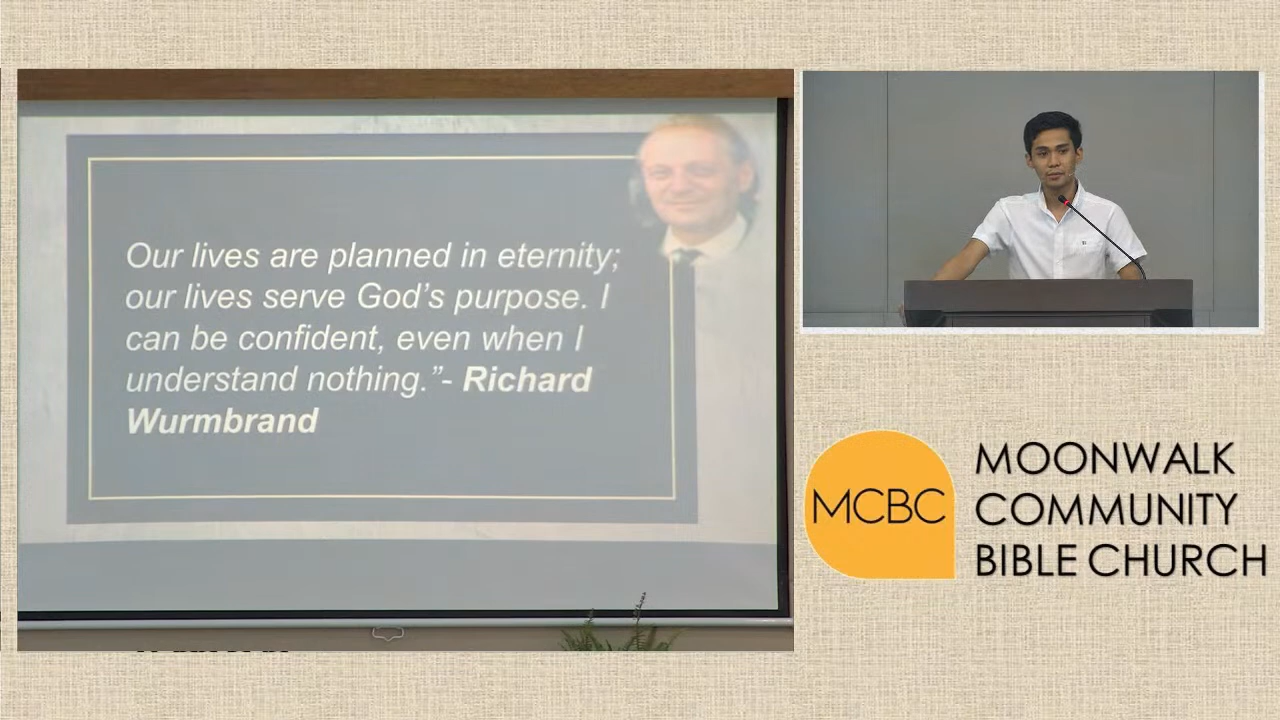 Our lives are planned in eternity;
our lives serve God's purpose. I
can be confident, even when I
understand nothing.”- Richard
Wurmbrand
MCBC
MOONWALK
COMMUNITY
BIBLE CHURCH